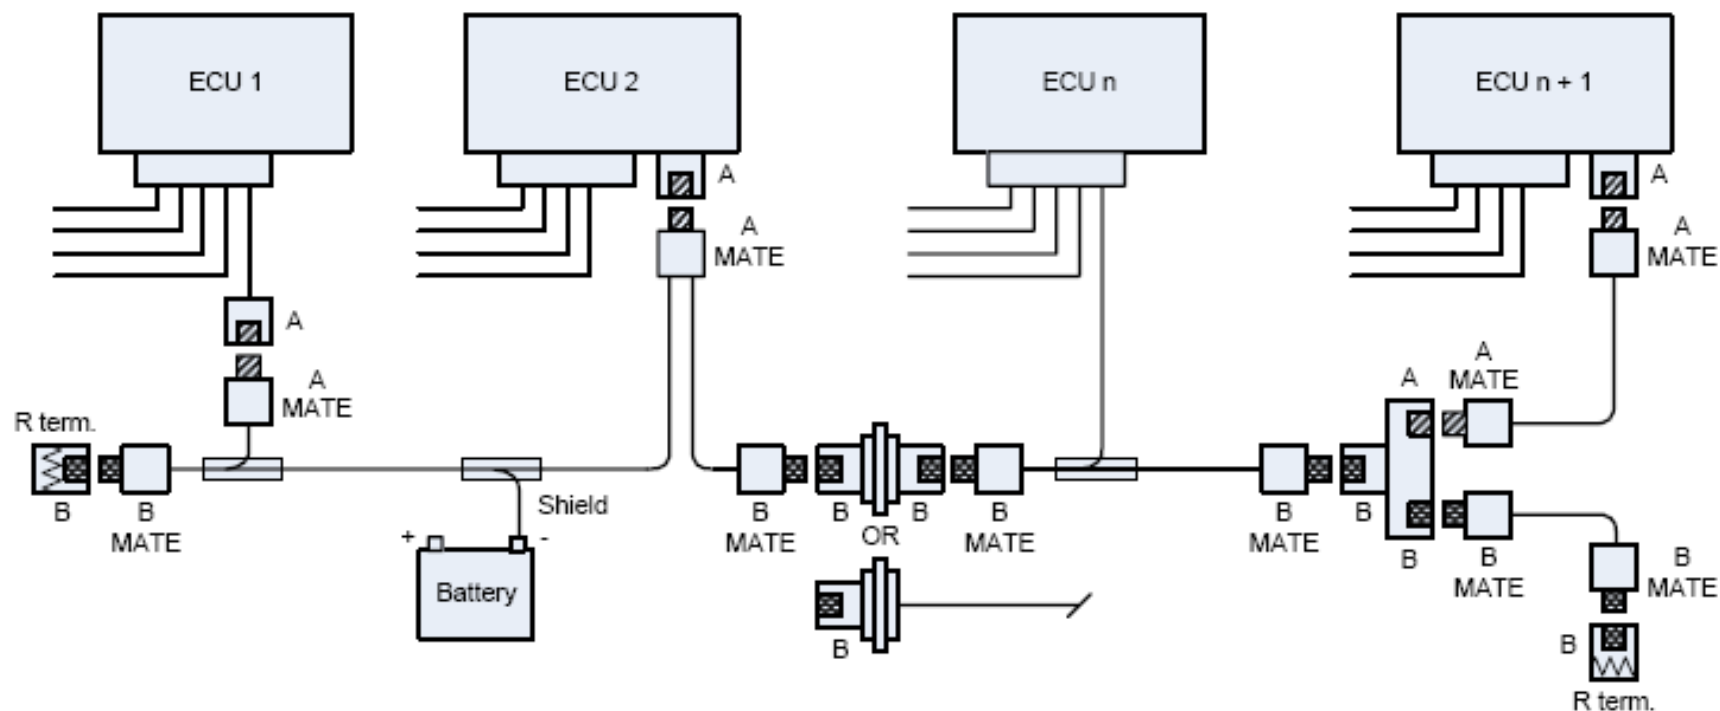 ECU 1
ECU 2
ECU n
ECU n + 1
A
A
A
MATE
A
MATE
A
A
MATE
A
A
MATE
R term.
B
B
MATE
Shield
+
-
Battery
B
MATE
B
B
OR
B
MATE
B
B
MATE
B
B
B
MATE
B
MATE
B
R term.